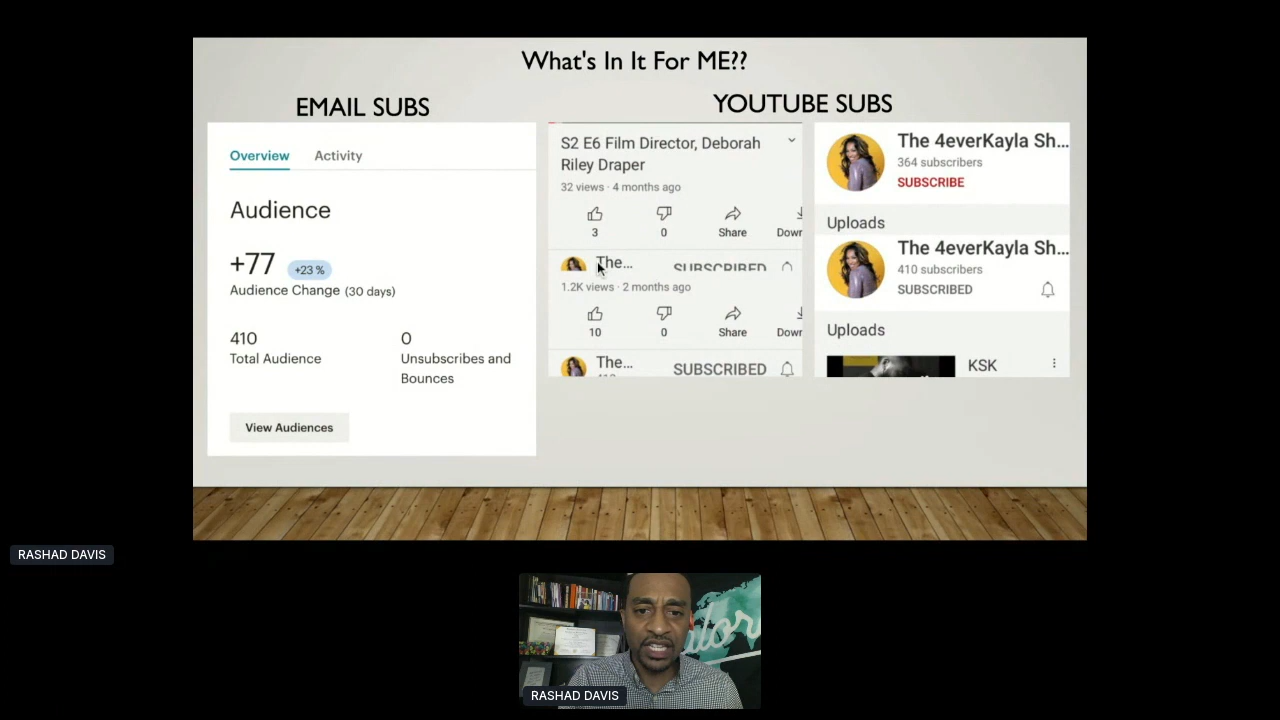 What's In It For ME??
EMAIL SUBS
YOUTUBE SUBS
Overview Activity
Audience
+77 +23 %
Audience Change (30 days)
410
Total Audience
0
Unsubscribes and
Bounces
View Audiences
S2 E6 Film Director, Deborah
Riley Draper
32 views · 4 months ago
3 0 Share
The... SUBSCRIBED
1.2K views · 2 months ago
10 0 Share
The... SUBSCRIBED
The 4everKayla Sh...
364 subscribers
SUBSCRIBE
Uploads
The 4everKayla Sh...
410 subscribers
SUBSCRIBED
Uploads
KSK
RASHAD DAVIS
RASHAD DAVIS